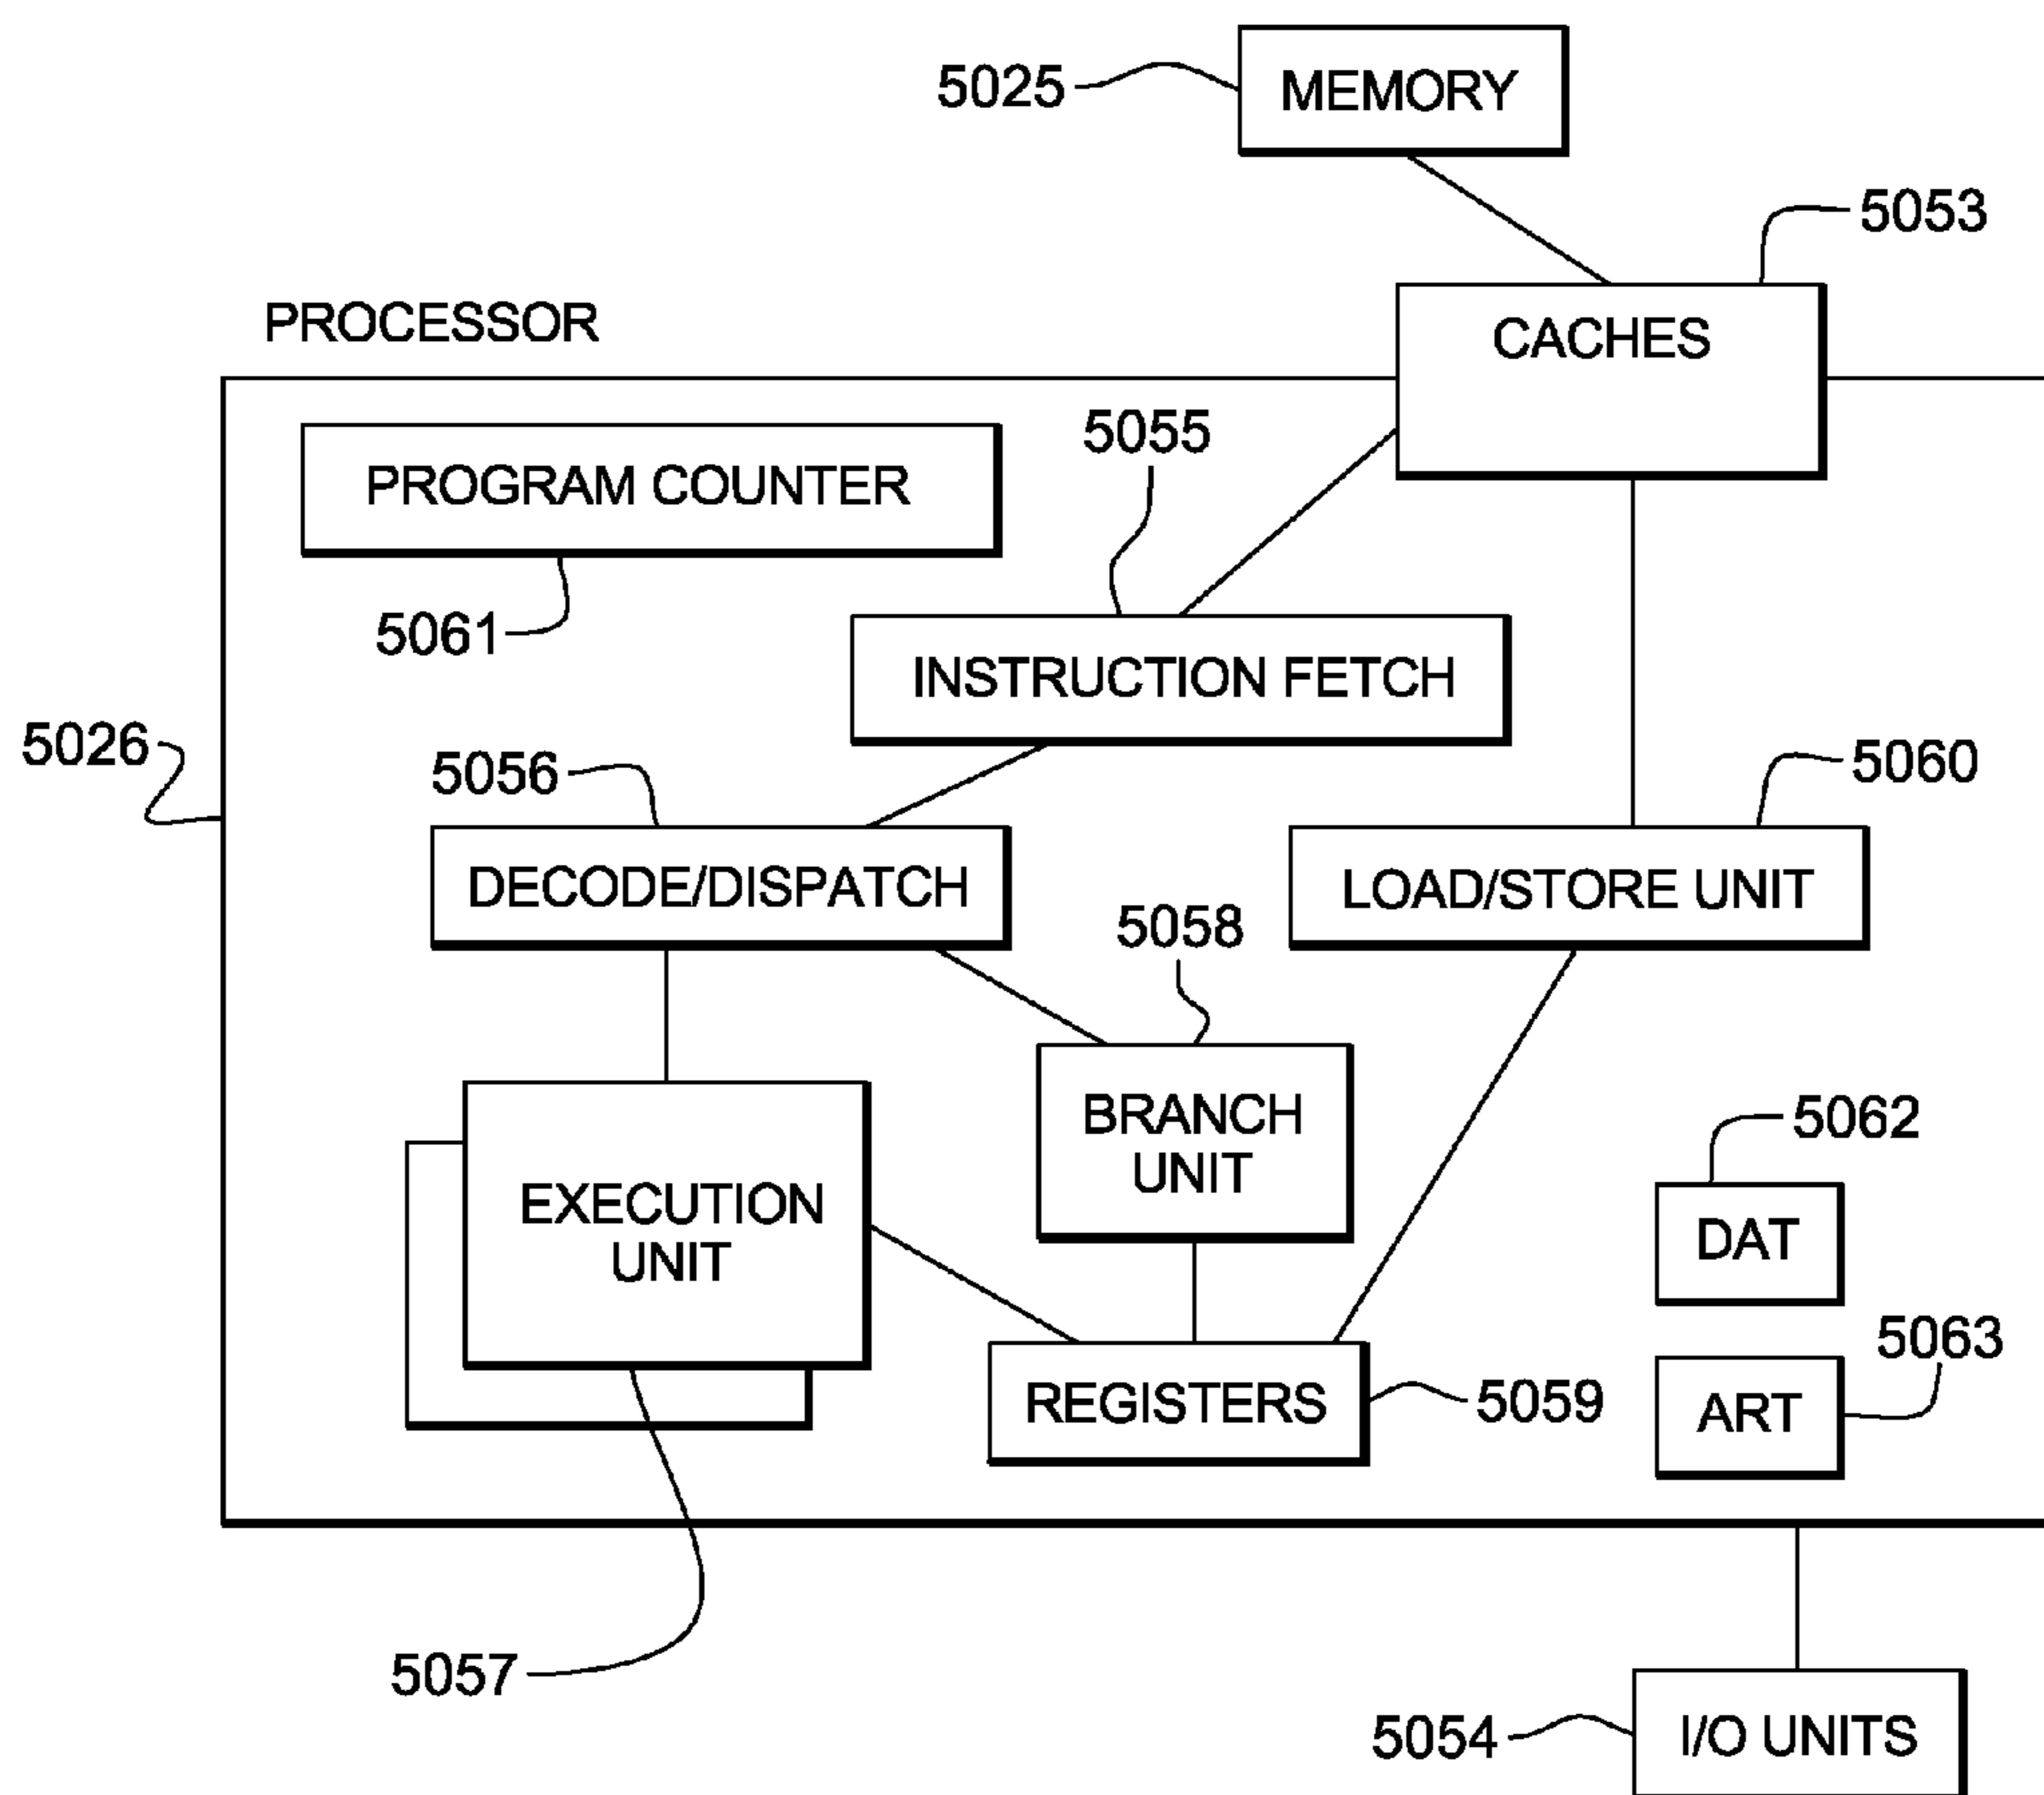 5025
MEMORY
5053
CACHES
PROCESSOR
5055
PROGRAM COUNTER
5061
INSTRUCTION FETCH
5026
5056
5060
DECODE/DISPATCH
LOAD/STORE UNIT
5058
BRANCH
UNIT
5062
DAT
EXECUTION
UNIT
5063
ART
REGISTERS
5059
5057
5054
I/O UNITS